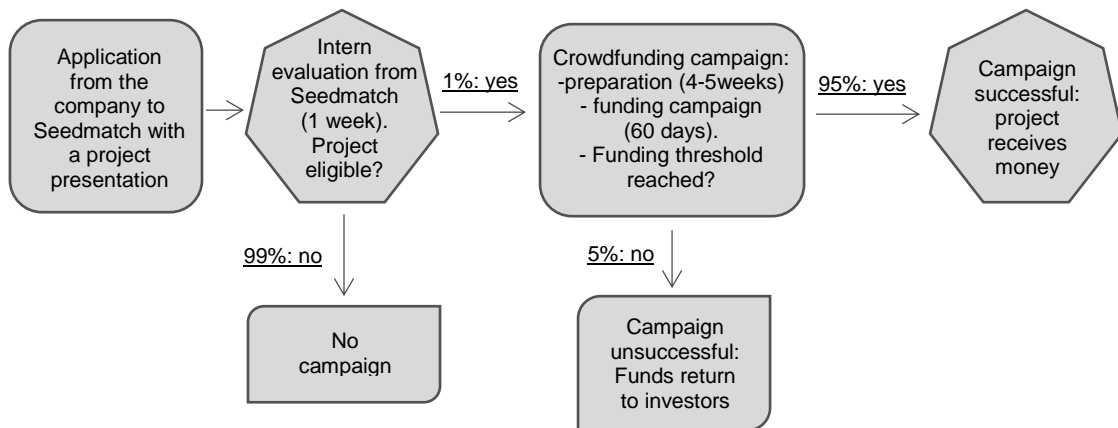 Application
from the
company to
Seedmatch with
a project
presentation
Intern
evaluation from
Seedmatch
(1 week).
Project
eligible?
1%: yes
Crowdfunding campaign:
-preparation (4-5weeks)
- funding campaign
(60 days).
- Funding threshold
reached?
95%: yes
Campaign
successful:
project
receives
money
99%: no
5%: no
No
campaign
Campaign
unsuccessful:
Funds return
to investors